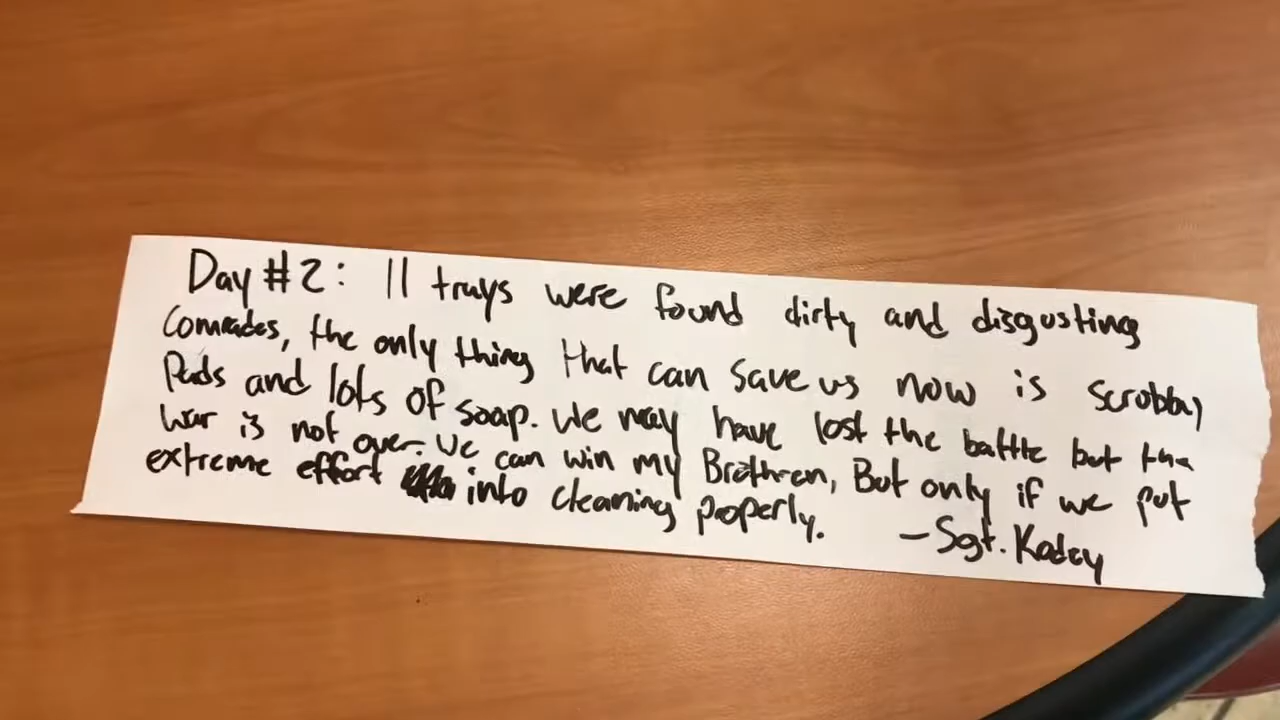 Day #2: 11 trays were found dirty and disgusting
Comrades, the only thing that can save us now is scrobby
Pads and lots of soap. We may have lost the battle but the
war is not over. We can win my Brethren, But only if we put
extreme effort into cleaning properly.
-Sgt. Kadcy